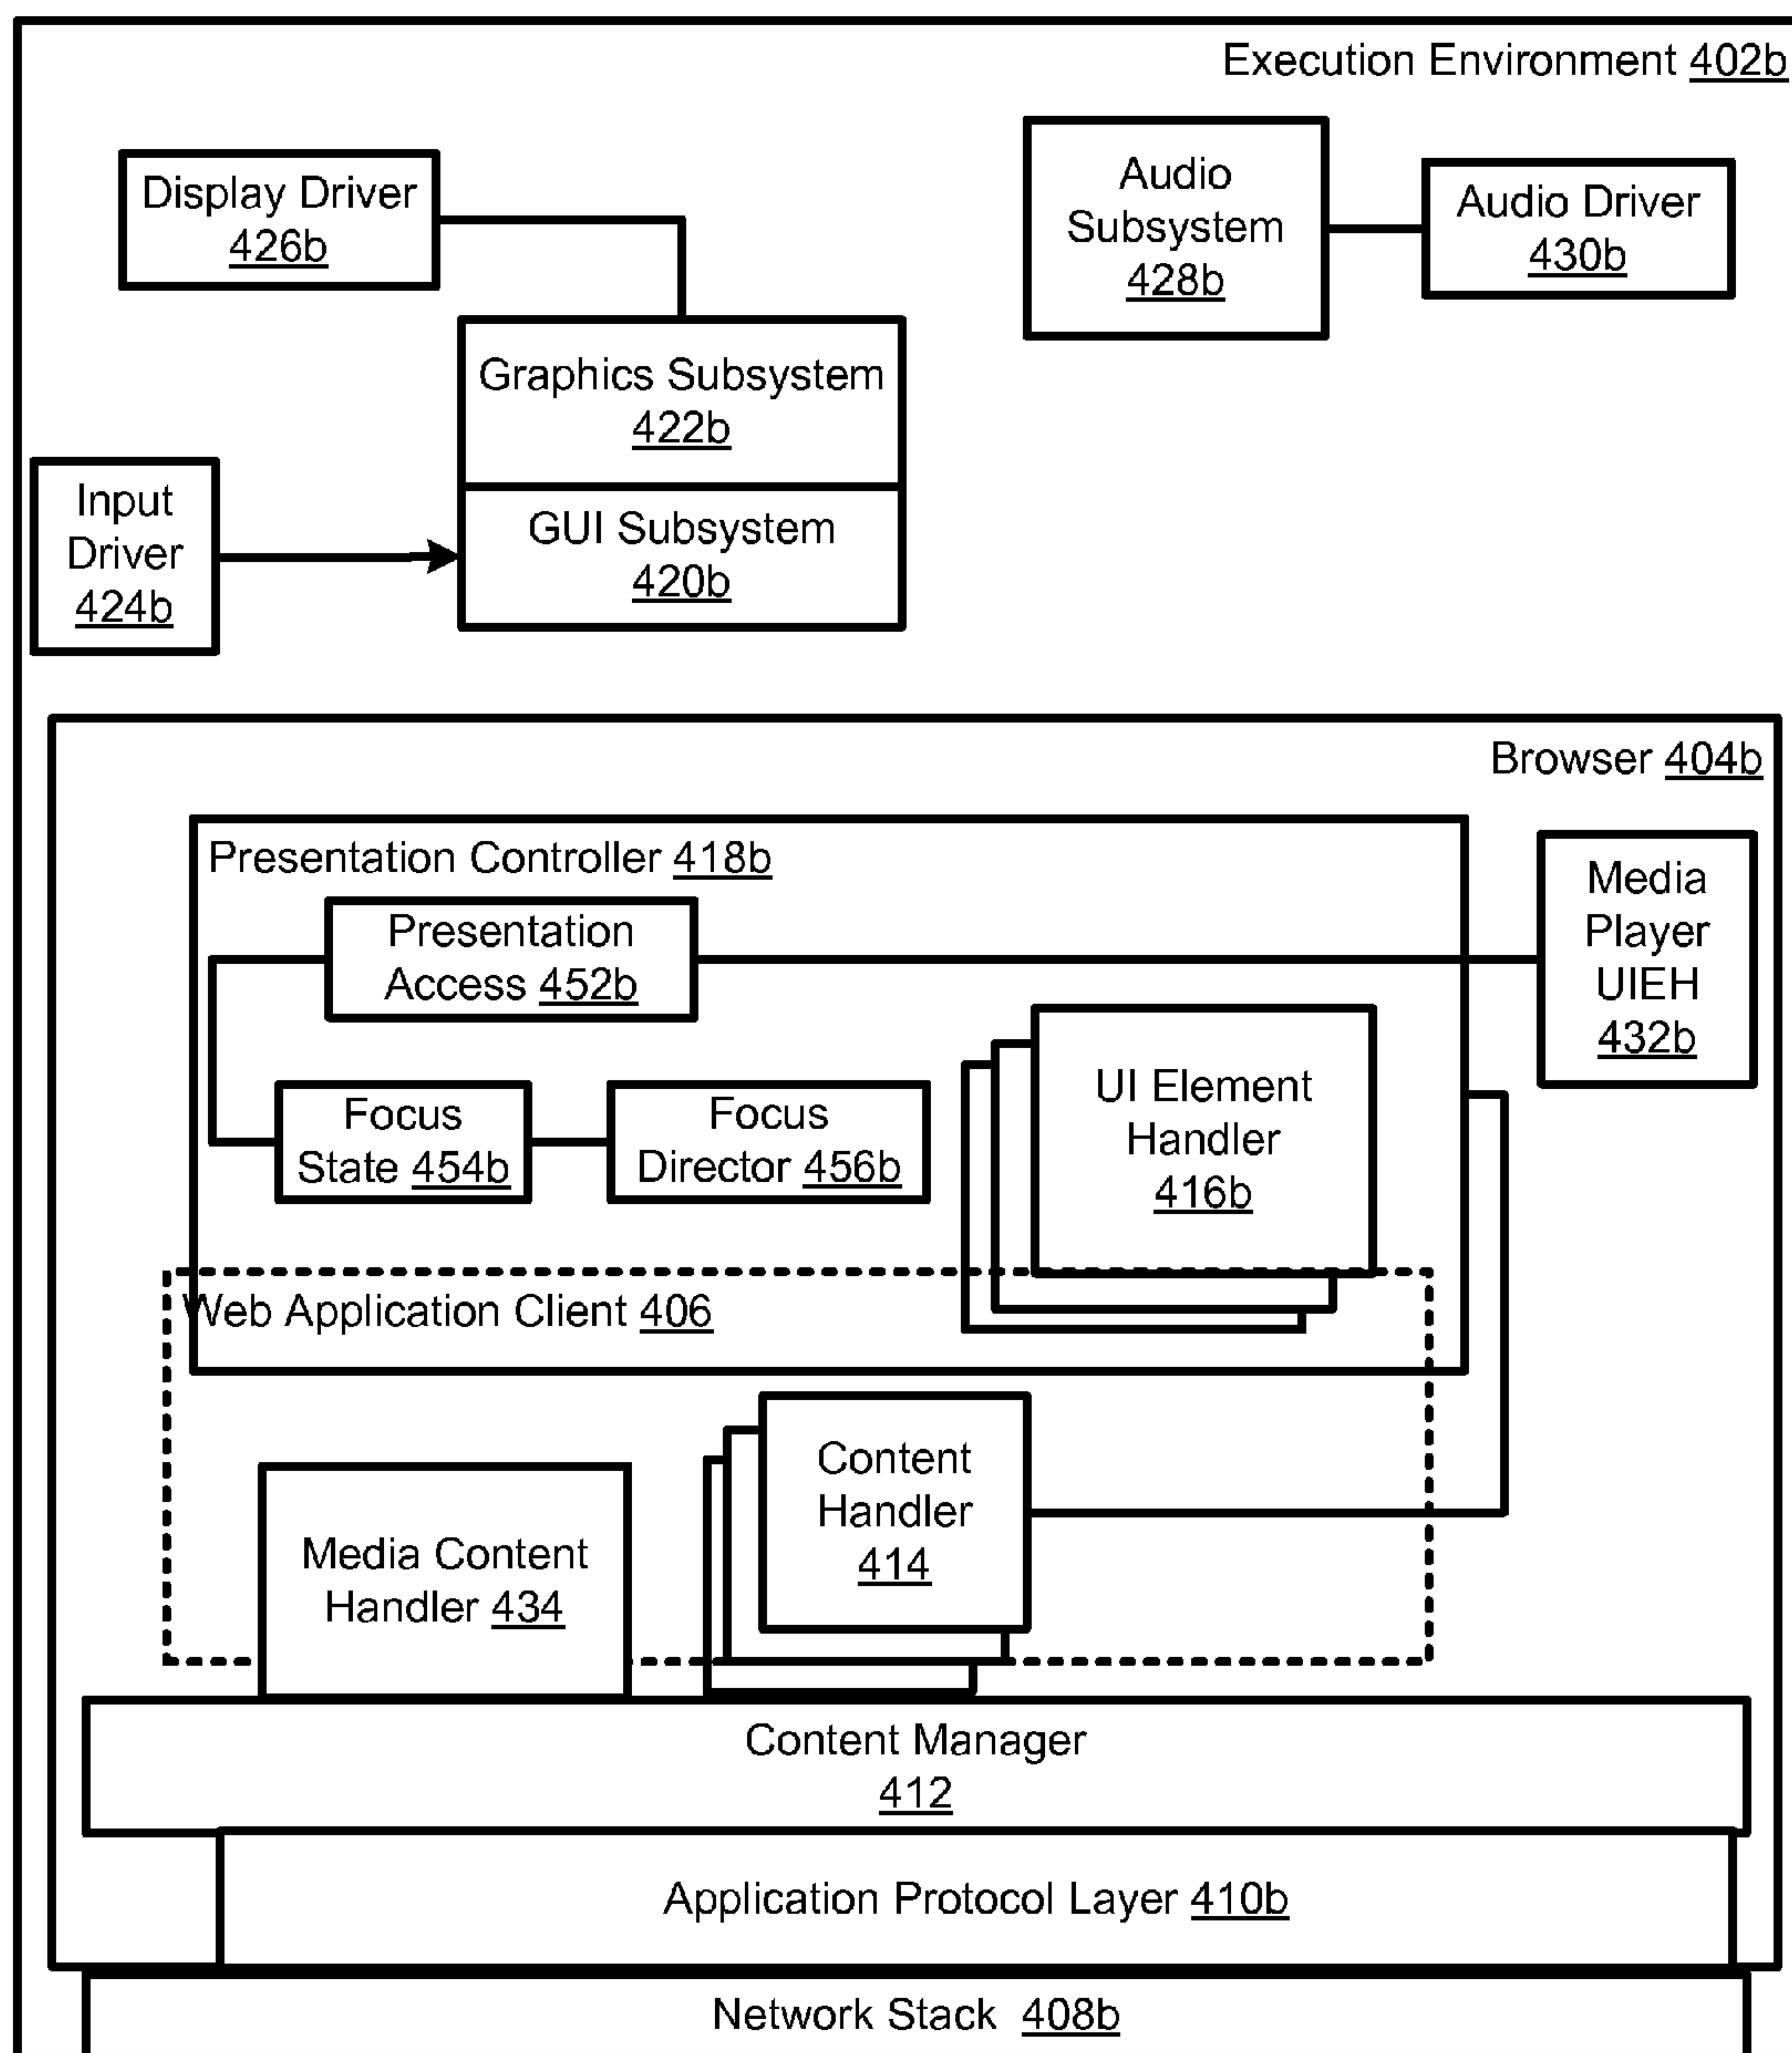 Execution Environment 402b
Display Driver
426b
Audio
Subsystem
428b
Audio Driver
430b
Graphics Subsystem
422b
Input
Driver
424b
GUI Subsystem
420b
Browser 404b
Presentation Controller 418b
Media
Player
UIEH
432b
Presentation
Access 452b
UI Element
Handler
416b
Focus
State 454b
Focus
Director 456b
Web Application Client 406
Content
Handler
414
Media Content
Handler 434
Content Manager
412
Application Protocol Layer 410b
Network Stack 408b